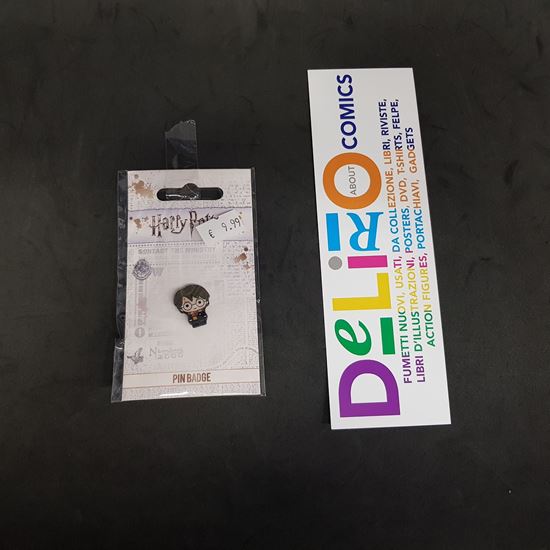 Harry Potter
€ 9.99
PIN BADGE
DeLiRiO
ABOUT COMICS
FUMETTI NUOVI, USATI, DA COLLEZIONE, LIBRI, RIVISTE,
LIBRI D'ILLUSTRAZIONI, POSTERS, DVD, T-SHIRTS, FELPE,
ACTION FIGURES, PORTACHIAVI, GADGETS